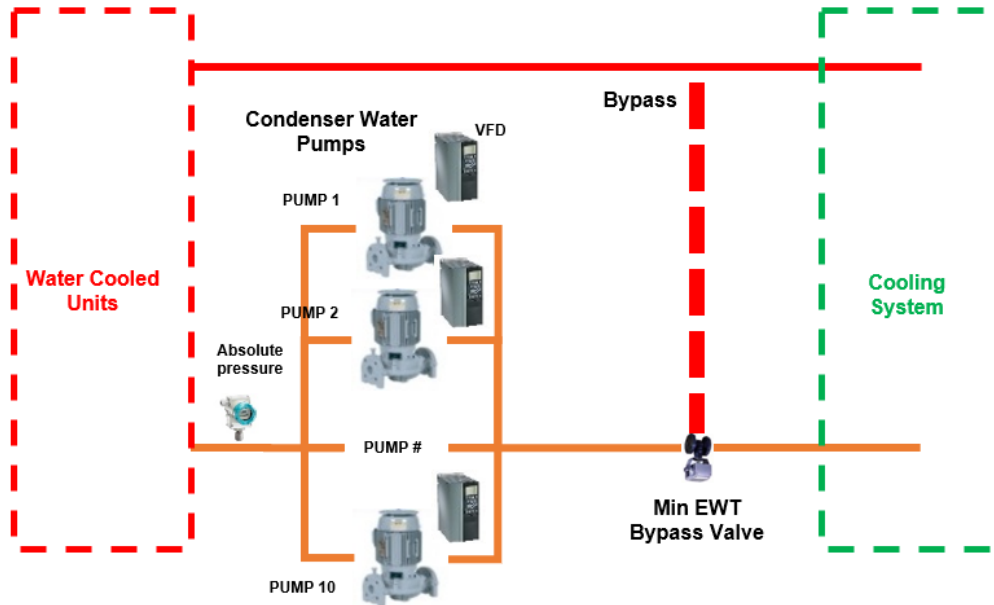 Bypass
Condenser Water
Pumps
VFD
PUMP 1
Water Cooled
Units
PUMP 2
Cooling
System
Absolute
pressure
PUMP #
Min EWT
Bypass Valve
PUMP 10